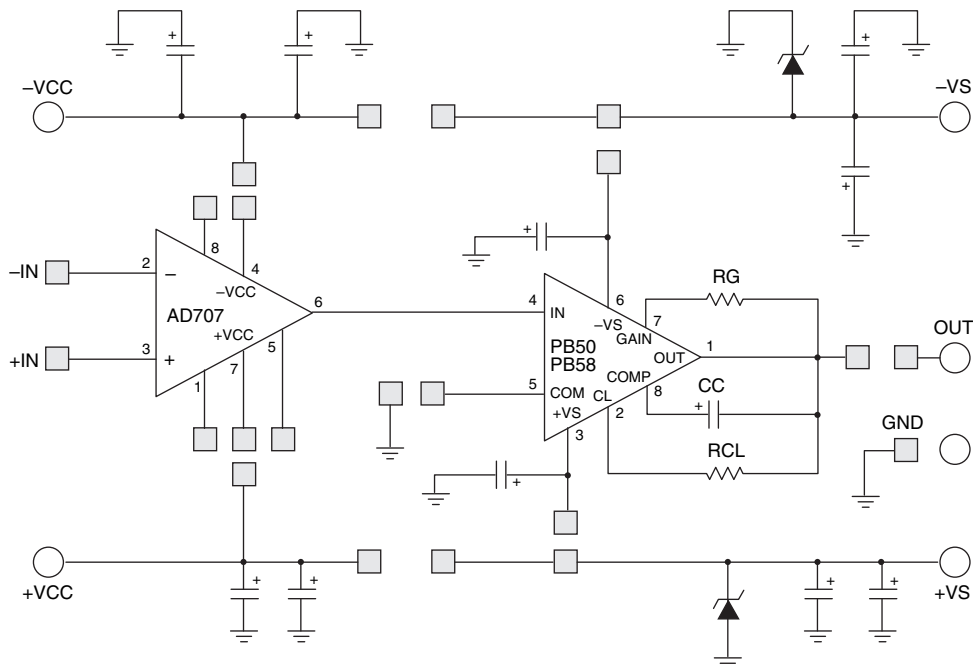 +
+
+
–VCC
–VS
+
+
8
4
6
–IN
2
–
–VCC
RG
AD707
6
4
IN
–VS
7
GAIN
+VCC
5
PB50
OUT
1
OUT
+IN
3
+
7
PB58
COMP
1
5
COM
CL
8
CC
+VS
2
+
GND
3
RCL
+
+VCC
+
+
+
+
+VS